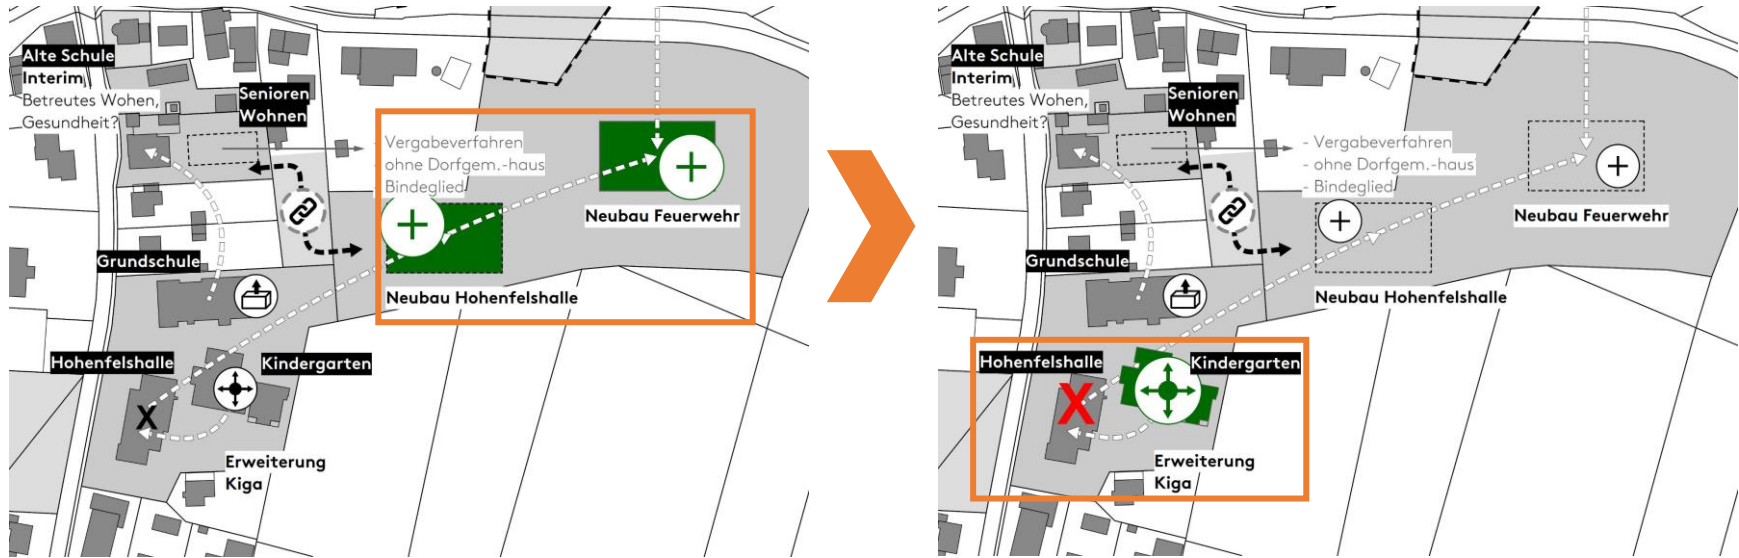 Alte Schule
Interim
Betreutes Wohen,
Gesundheit?
Senioren
Wohnen
Vergabeverfahren
ohne Dorfgem.-haus
Bindeglied
Neubau Feuerwehr
Grundschule
Neubau Hohenfelshalle
Hohenfelshalle
Kindergarten
X
Erweiterung
Kiga
Alte Schule
Interim
Betreutes Wohen,
Gesundheit?
Senioren
Wohnen
- Vergabeverfahren
- ohne Dorfgem.-haus
- Bindeglied
Neubau Feuerwehr
Grundschule
Neubau Hohenfelshalle
Hohenfelshalle
Kindergarten
X
Erweiterung
Kiga